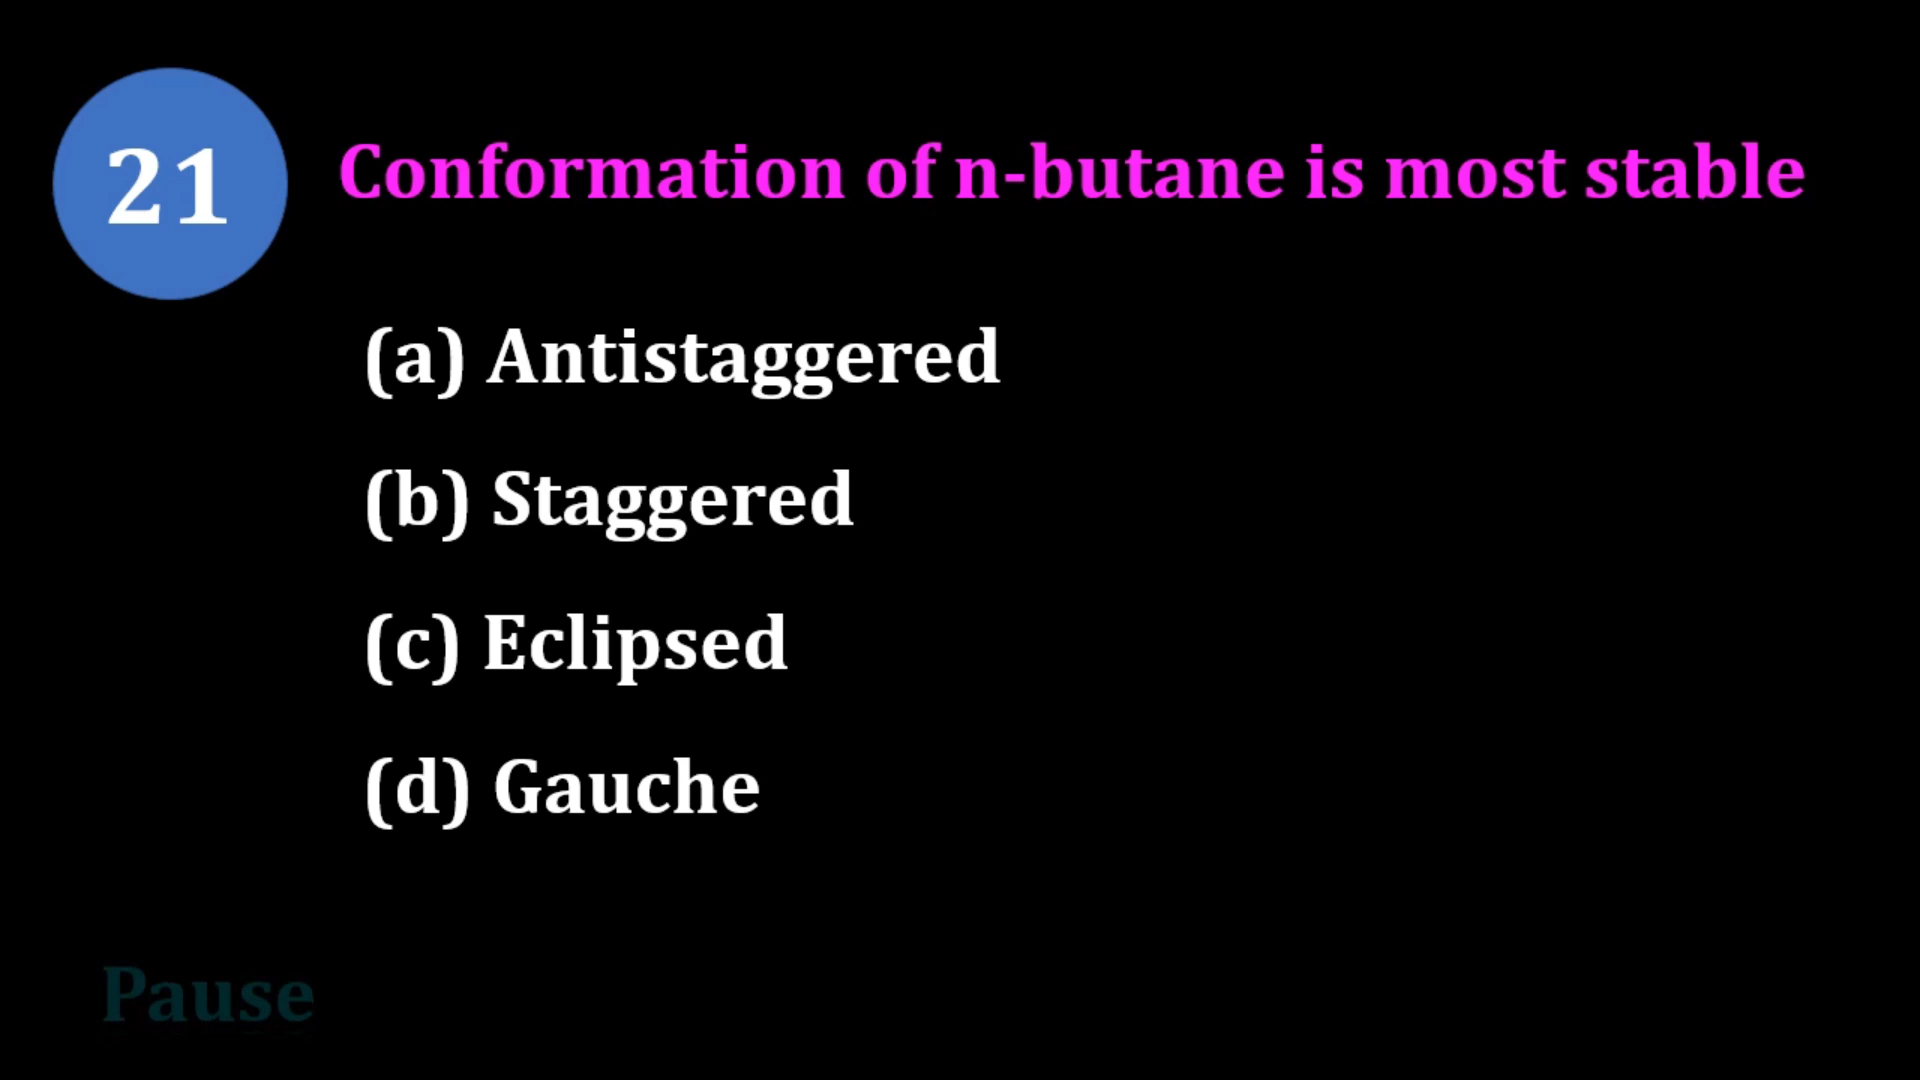 21
Conformation of n-butane is most stable
(a) Antistaggered
(b) Staggered
(c) Eclipsed
(d) Gauche
Pause